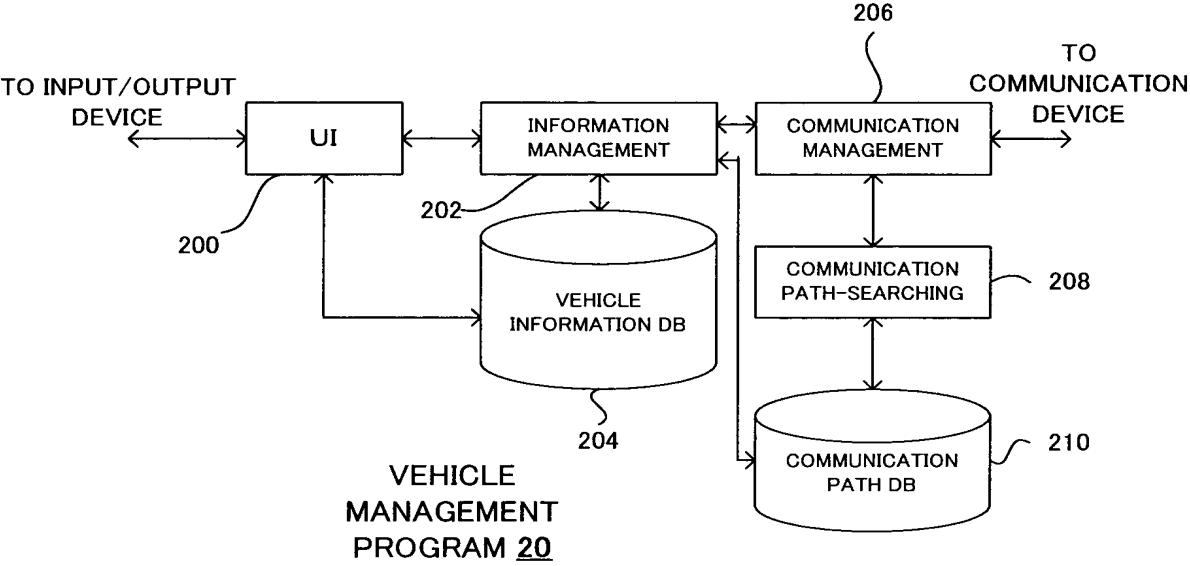 206
TO INPUT/OUTPUT
DEVICE
TO
COMMUNICATION
DEVICE
UI
INFORMATION
MANAGEMENT
COMMUNICATION
MANAGEMENT
200
202
COMMUNICATION
PATH-SEARCHING
208
VEHICLE
INFORMATION DB
204
COMMUNICATION
PATH DB
210
VEHICLE
MANAGEMENT
PROGRAM 20